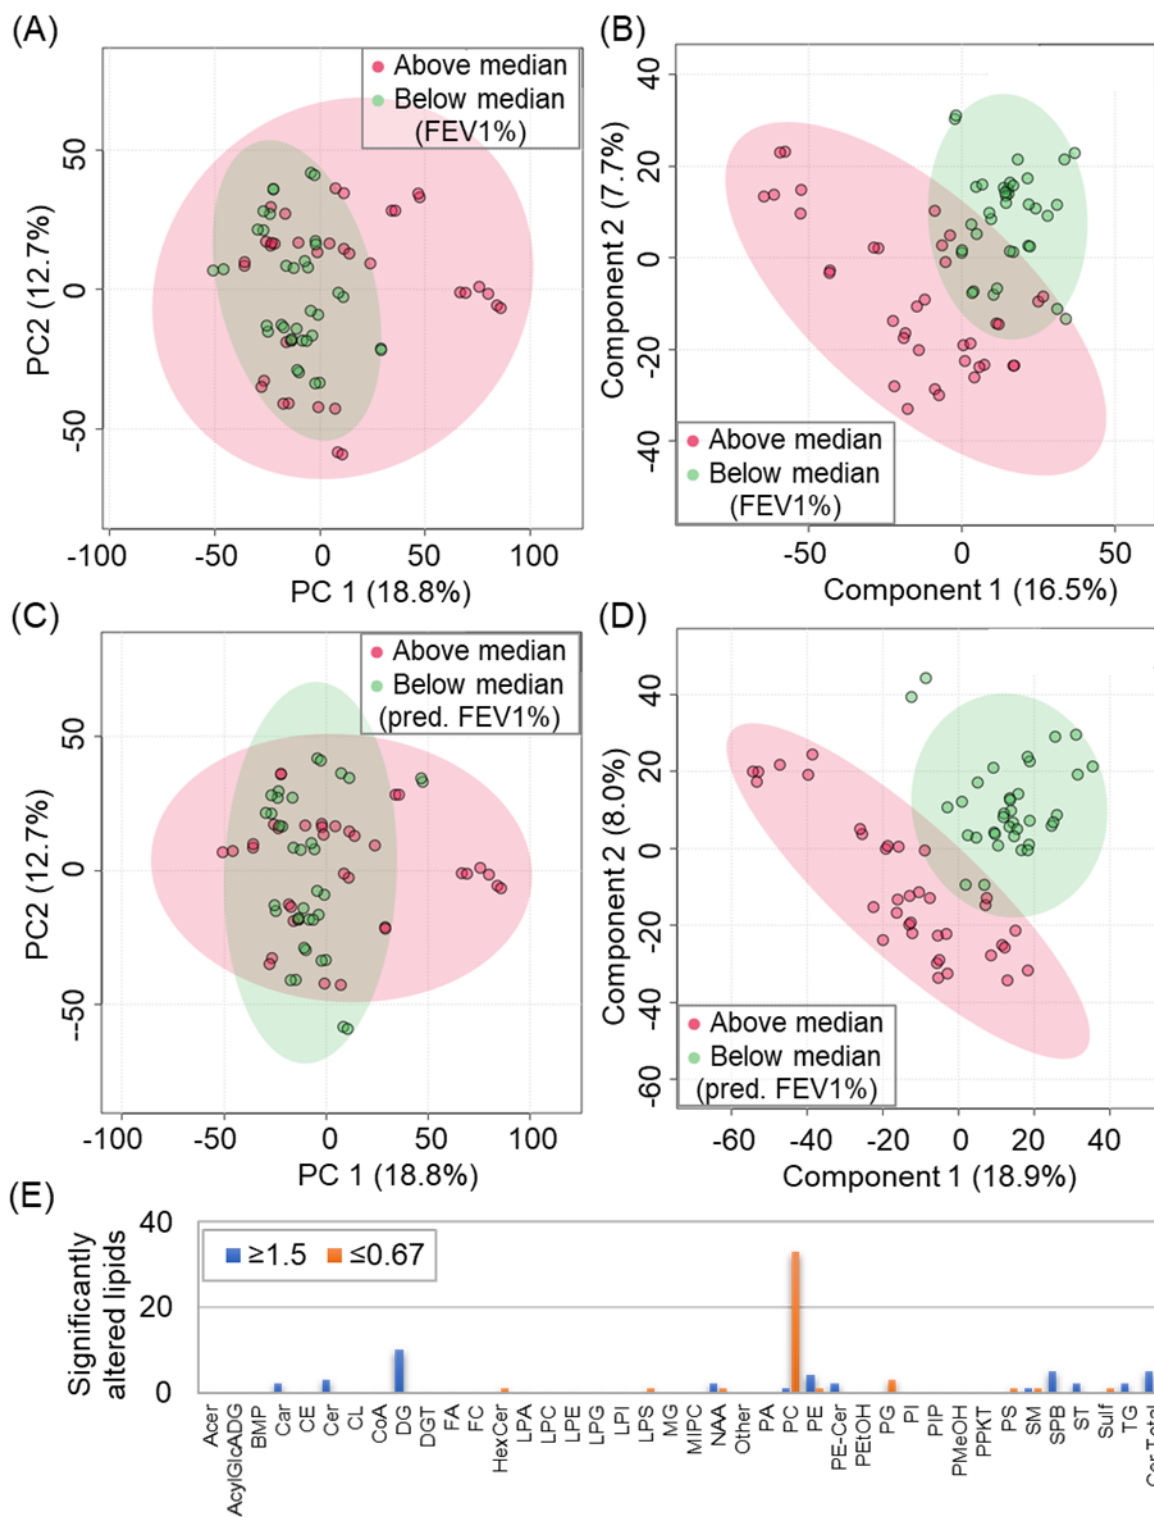 (A)
Above median
Below median
(FEV1%)
50
0
-50
PC2 (12.7%)
-100 -50 0 50 100
PC 1 (18.8%)
(B)
40
20
0
-20
-40
Component 2 (7.7%)
Above median
Below median
(FEV1%)
-50 0 50
Component 1 (16.5%)
(C)
Above median
Below median
(pred. FEV1%)
50
0
-50
PC2 (12.7%)
-100 -50 0 50 100
PC 1 (18.8%)
(D)
40
20
0
-20
-40
-60
Component 2 (8.0%)
Above median
Below median
(pred. FEV1%)
-60 -40 -20 0 20 40
Component 1 (18.9%)
(E)
Significantly
altered lipids
40
20
0
≥1.5 ≤0.67
Acer
AcylGlcADG
BMP
Car
CE
Cer
CL
CoA
DG
DGT
FA
FC
HexCer
LPA
LPC
LPE
LPG
LPI
LPS
MG
MIPC
NAA
Other
PA
PC
PE
PE-Cer
PEtOH
PG
PI
PIP
PMeOH
PPKT
PS
SM
SPB
ST
Sulf
TG